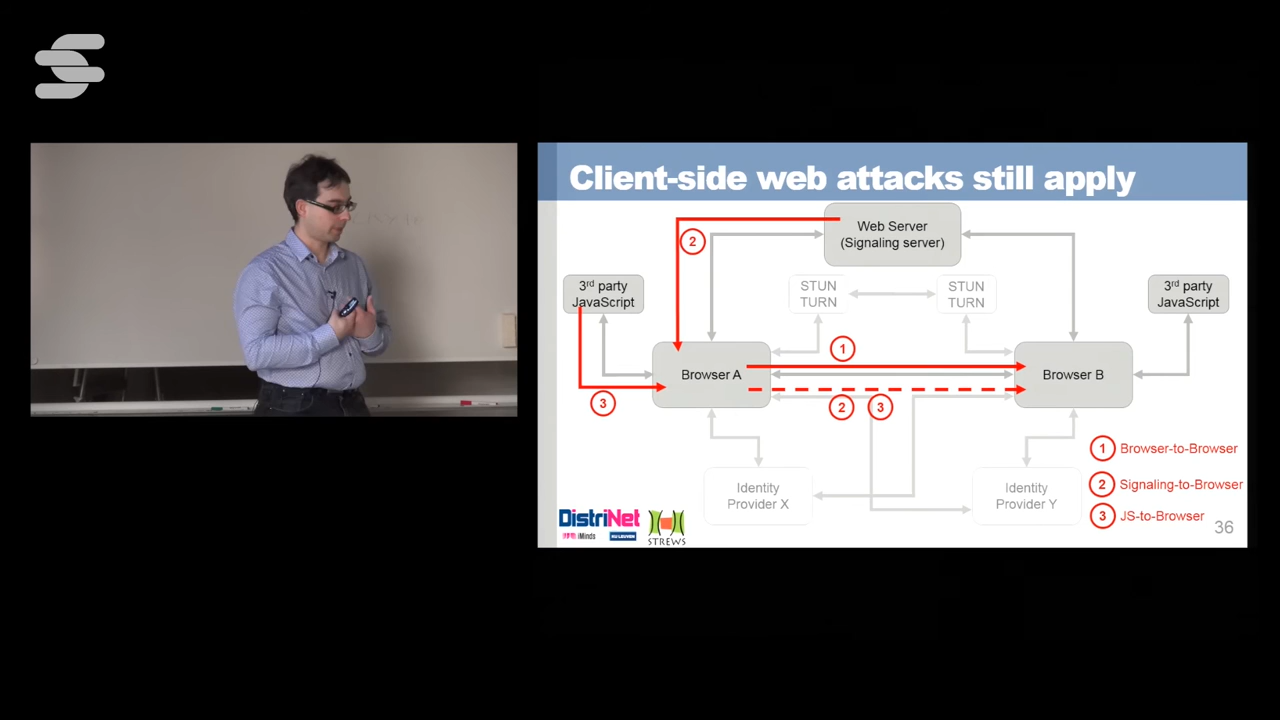 Client-side web attacks still apply
Web Server
(Signaling server)
2
3rd party
JavaScript
STUN
TURN
STUN
TURN
3rd party
JavaScript
1
Browser A
Browser B
3
2
3
1 Browser-to-Browser
2 Signaling-to-Browser
3 JS-to-Browser
Identity
Provider X
Identity
Provider Y
DistriNet
iMinds
KU LEUVEN
STREWS
36